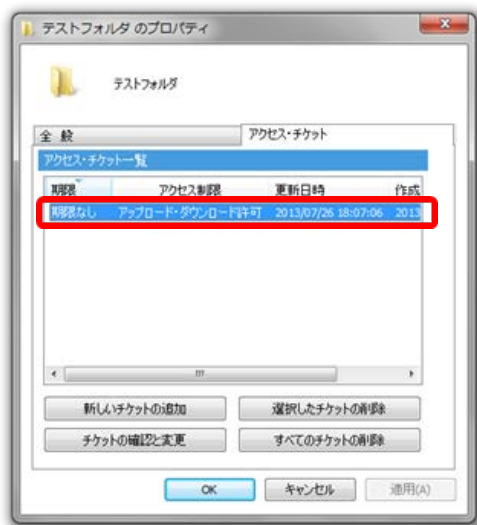 テストフォルダ のプロパティ
テストフォルダ
全 般 アクセス・チケット
アクセス・チケット一覧
期限 アクセス制限 更新日時 作成
期限なし アップロード・ダウンロード許可 2013/07/26 18:07:06 2013
新しいチケットの追加 選択したチケットの削除
チケットの確認と変更 すべてのチケットの削除
OK キャンセル 適用(A)